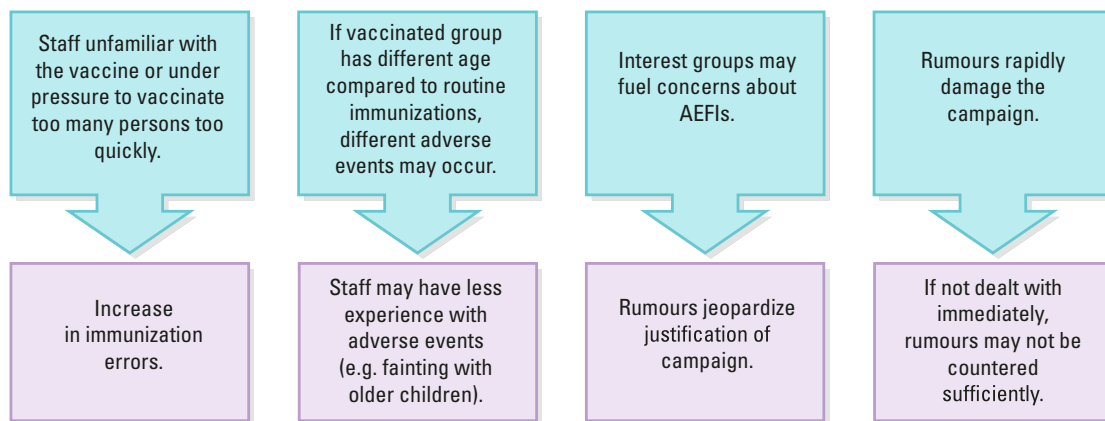 Staff unfamiliar with
the vaccine or under
pressure to vaccinate
too many persons too
quickly.
If vaccinated group
has different age
compared to routine
immunizations,
different adverse
events may occur.
Interest groups may
fuel concerns about
AEFIs.
Rumours rapidly
damage the
campaign.
Increase
in immunization
errors.
Staff may have less
experience with
adverse events
(e.g. fainting with
older children).
Rumours jeopardize
justification of
campaign.
If not dealt with
immediately,
rumours may not be
countered
sufficiently.